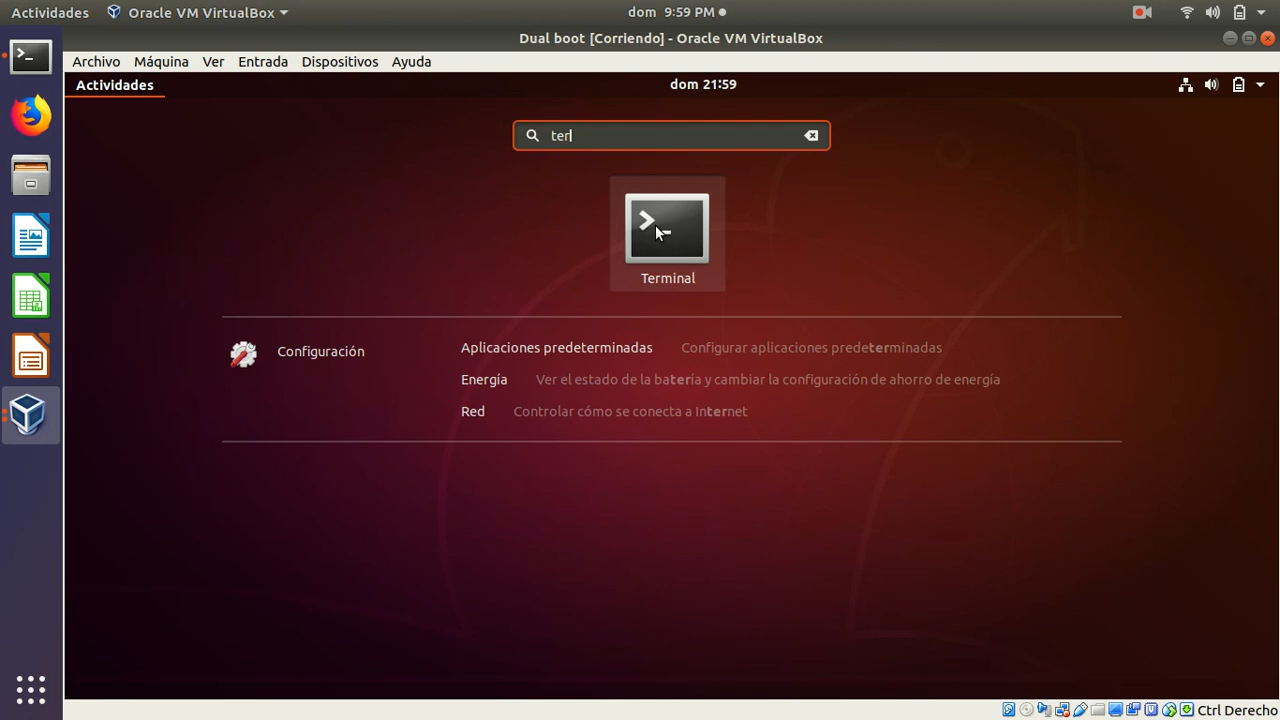 Actividades Oracle VM VirtualBox dom 9:59 PM
Dual boot [Corriendo] - Oracle VM VirtualBox
Archivo Máquina Ver Entrada Dispositivos Ayuda
Actividades dom 21:59
ter
Terminal
Configuración
Aplicaciones predeterminadas Configurar aplicaciones predeterminadas
Energía Ver el estado de la batería y cambiar la configuración de ahorro de energía
Red Controlar cómo se conecta a Internet
Ctrl Derecho